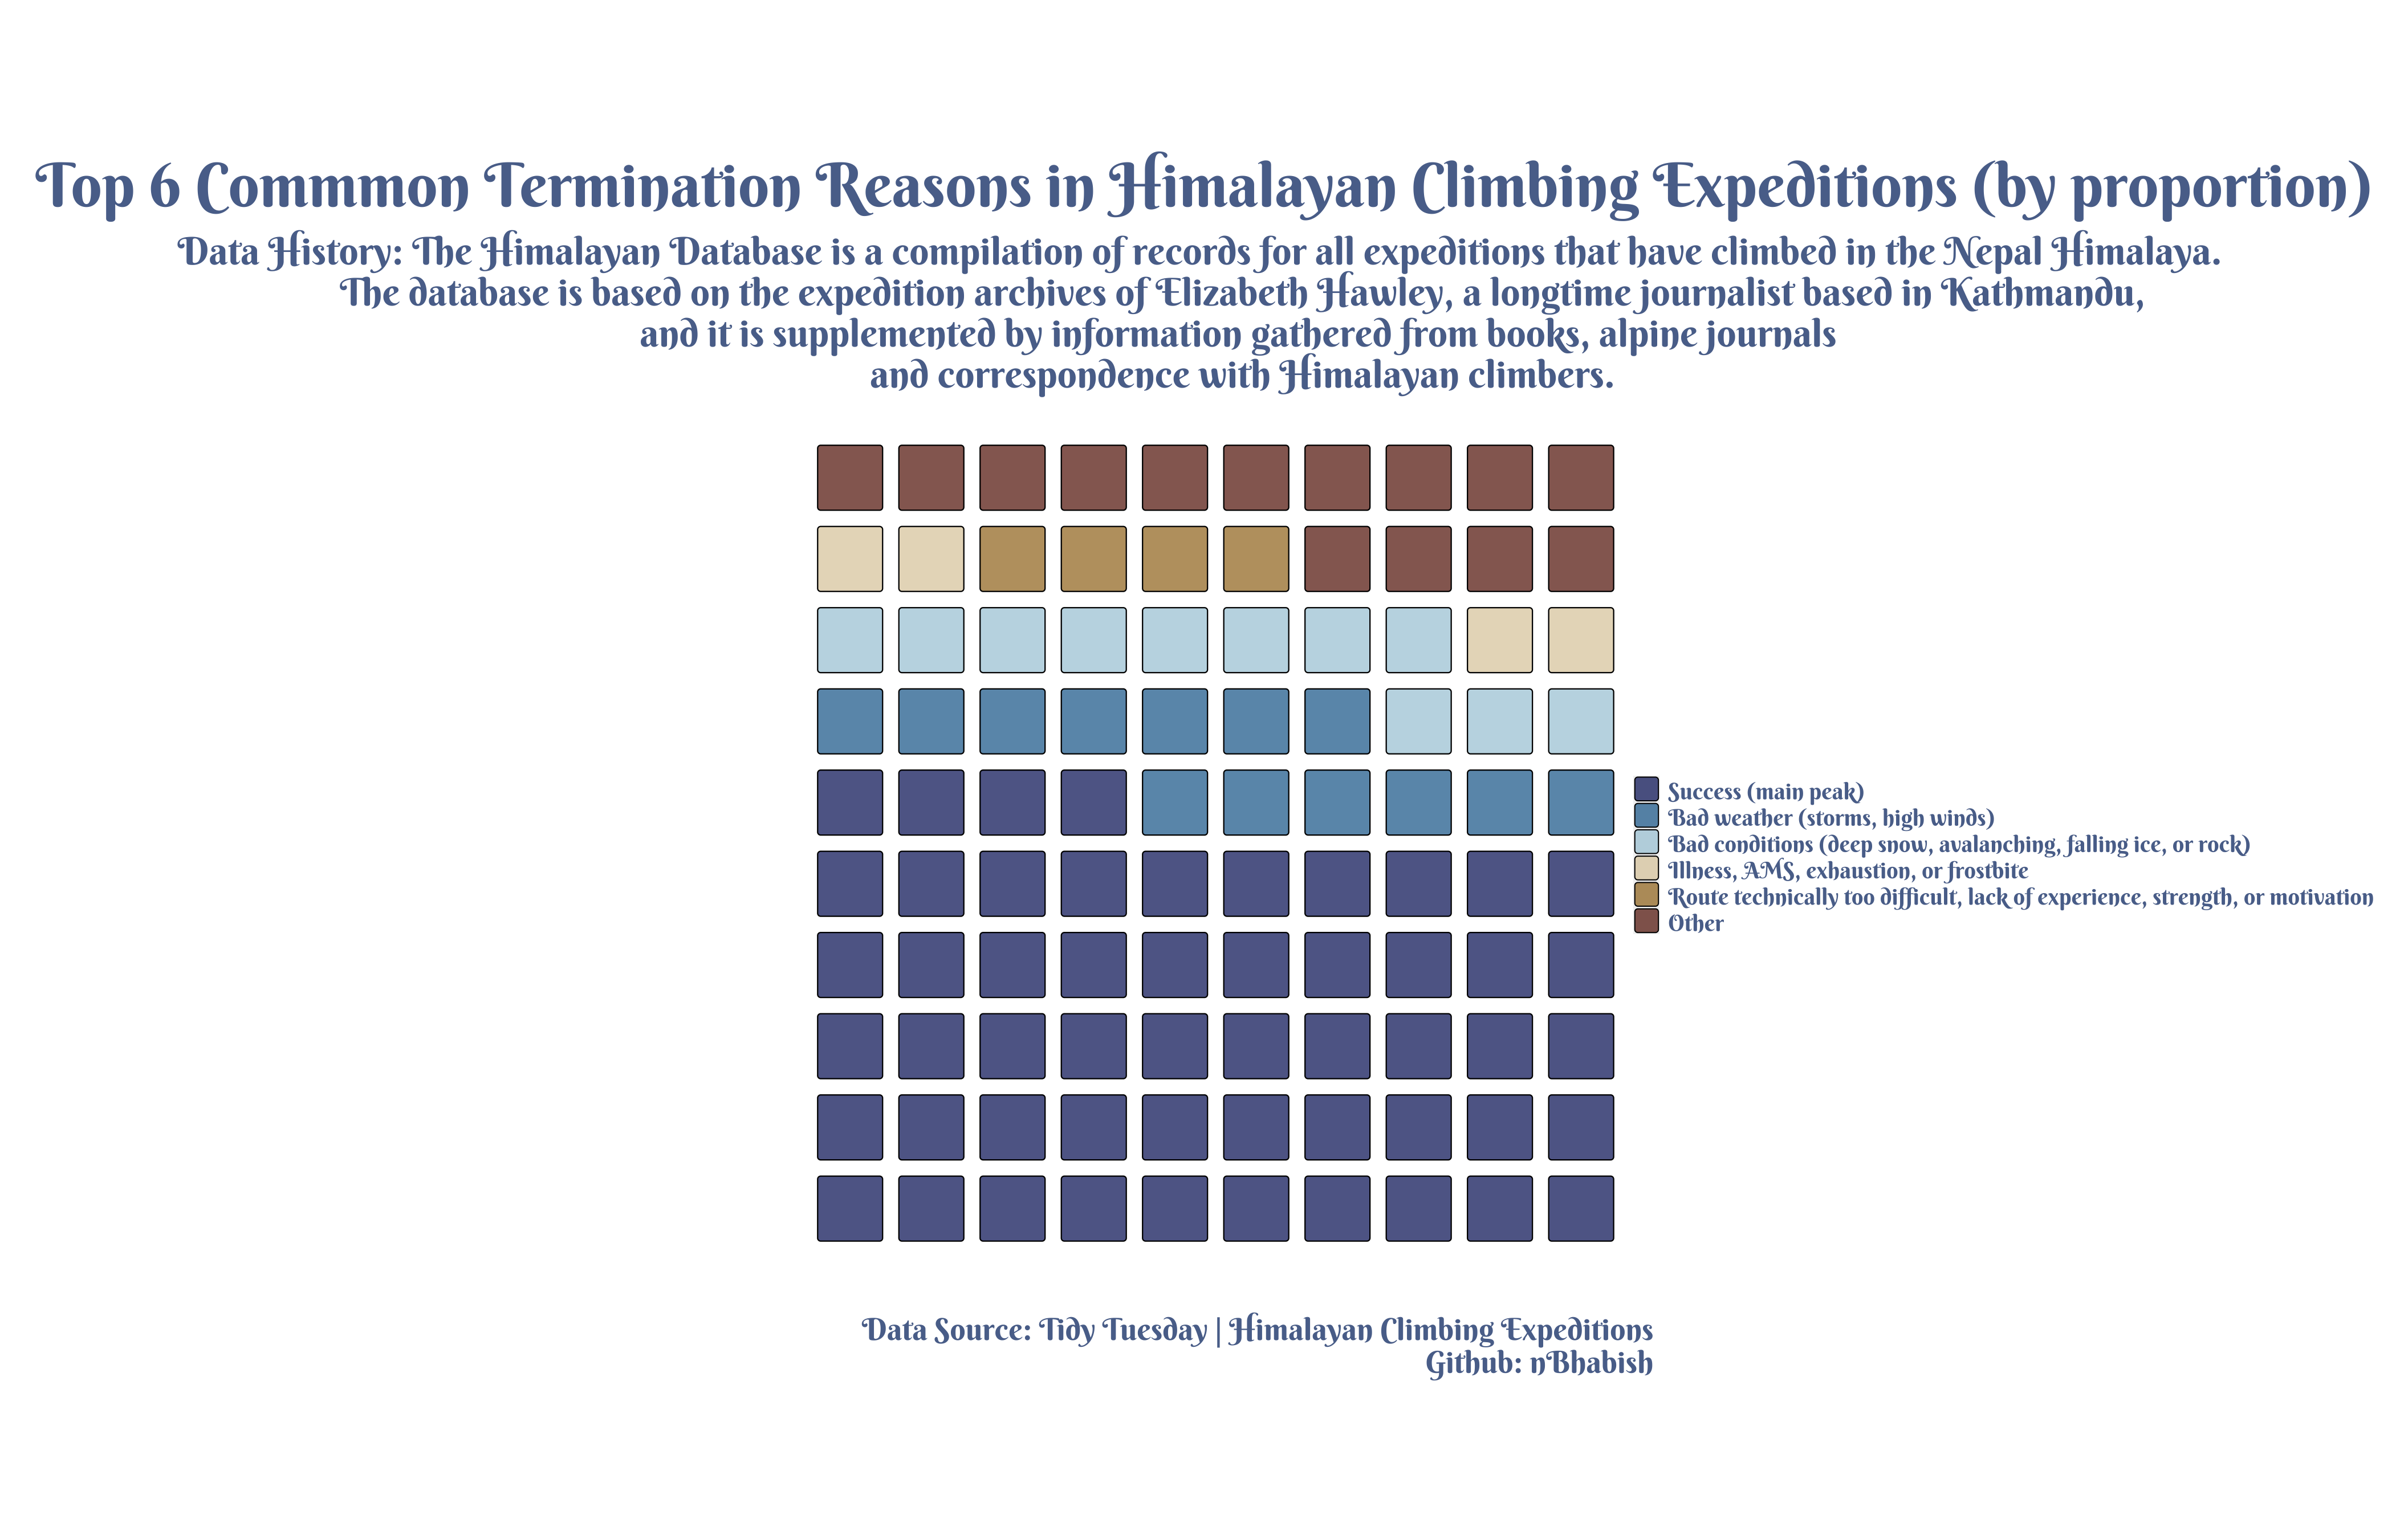 Top 6 Commmon Termination Reasons in Himalayan Climbing Expeditions (by proportion)
Data History: The Himalayan Database is a compilation of records for all expeditions that have climbed in the Nepal Himalaya.
The database is based on the expedition archives of Elizabeth Hawley, a longtime journalist based in Kathmandu,
and it is supplemented by information gathered from books, alpine journals
and correspondence with Himalayan climbers.
Success (main peak)
Bad weather (storms, high winds)
Bad conditions (deep snow, avalanching, falling ice, or rock)
Illness, AMS, exhaustion, or frostbite
Route technically too difficult, lack of experience, strength, or motivation
Other
Data Source: Tidy Tuesday | Himalayan Climbing Expeditions
Github: nBhabish